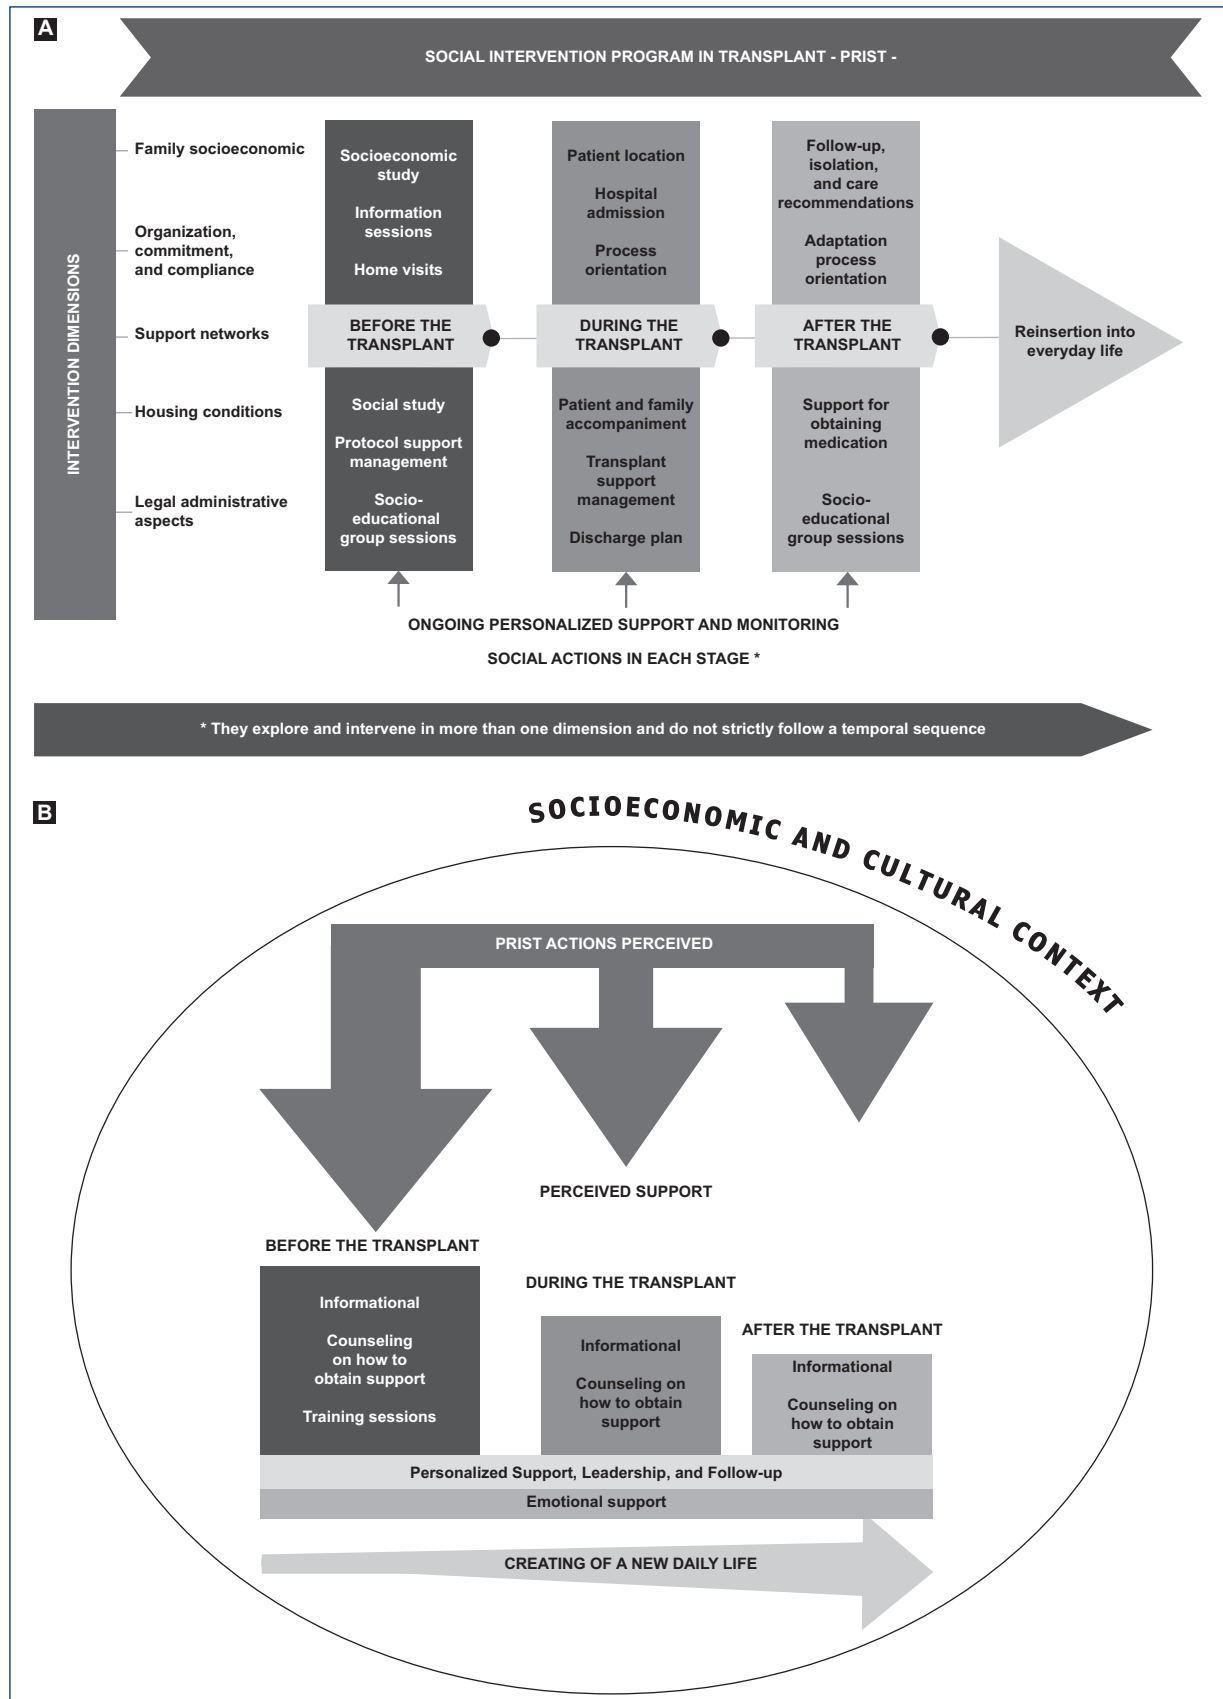 A
SOCIAL INTERVENTION PROGRAM IN TRANSPLANT - PRIST -
INTERVENTION DIMENSIONS
Family socioeconomic
Organization,
commitment,
and compliance
Support networks
Housing conditions
Legal administrative
aspects
Socioeconomic
study
Information
sessions
Home visits
BEFORE THE
TRANSPLANT
Social study
Protocol support
management
Socio-
educational
group sessions
Patient location
Hospital
admission
Process
orientation
DURING THE
TRANSPLANT
Patient and family
accompaniment
Transplant
support
management
Discharge plan
Follow-up,
isolation,
and care
recommendations
Adaptation
process
orientation
AFTER THE
TRANSPLANT
Support for
obtaining
medication
Socio-
educational
group sessions
Reinsertion into
everyday life
ONGOING PERSONALIZED SUPPORT AND MONITORING
SOCIAL ACTIONS IN EACH STAGE *
* They explore and intervene in more than one dimension and do not strictly follow a temporal sequence
B
SOCIOECONOMIC AND CULTURAL CONTEXT
PRIST ACTIONS PERCEIVED
PERCEIVED SUPPORT
BEFORE THE TRANSPLANT
Informational
Counseling
on how to
obtain support
Training sessions
DURING THE TRANSPLANT
Informational
Counseling on
how to obtain
support
AFTER THE TRANSPLANT
Informational
Counseling on
how to obtain
support
Personalized Support, Leadership, and Follow-up
Emotional support
CREATING OF A NEW DAILY LIFE